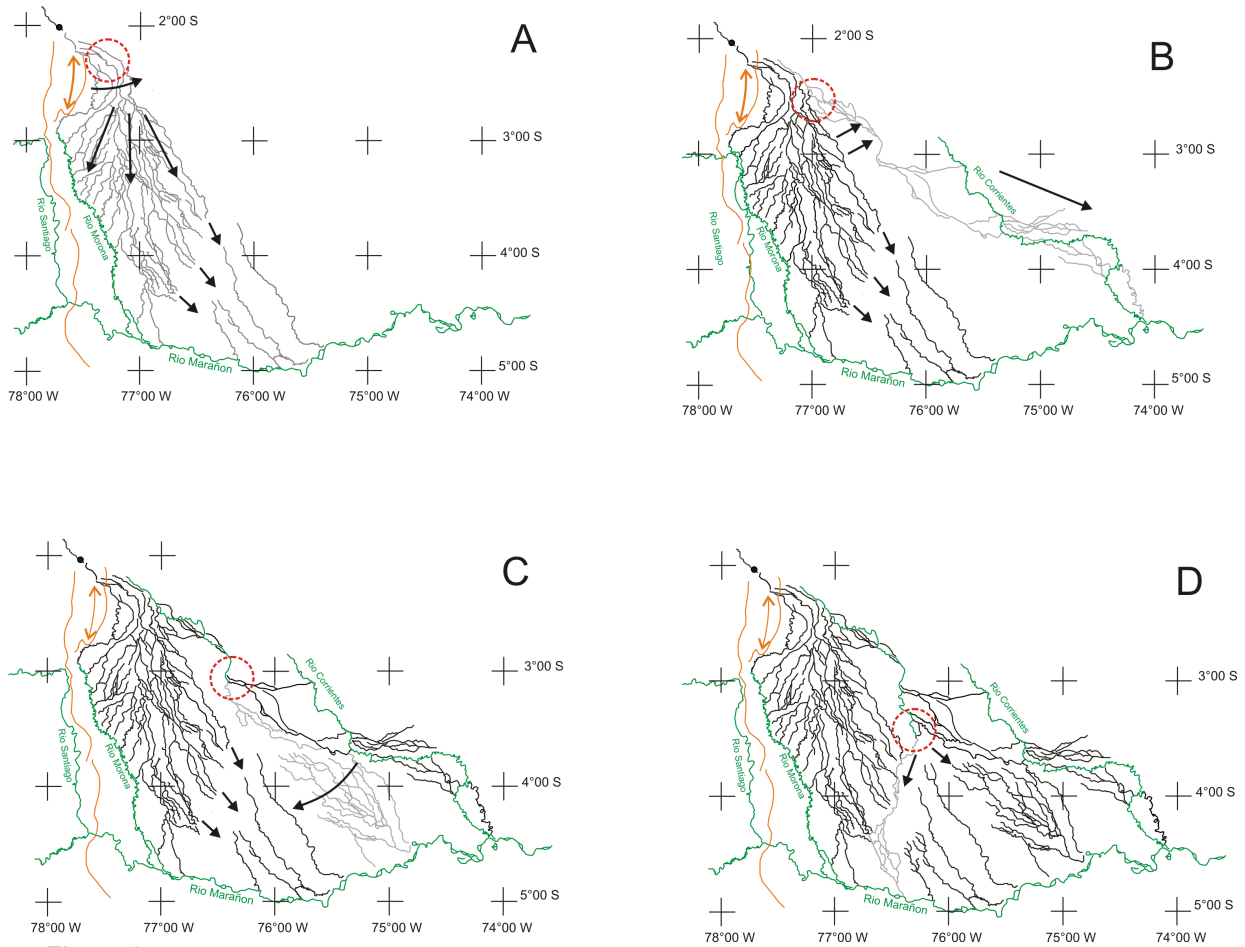 A
2°00 S
3°00 S
4°00 S
5°00 S
Rio Santiago
Rio Morona
Rio Marañon
78°00 W
77°00 W
76°00 W
75°00 W
74°00 W
B
2°00 S
3°00 S
4°00 S
5°00 S
Rio Corrientes
Rio Santiago
Rio Morona
Rio Marañon
78°00 W
77°00 W
76°00 W
75°00 W
74°00 W
C
3°00 S
4°00 S
5°00 S
Rio Corrientes
Rio Santiago
Rio Morona
Rio Marañon
78°00 W
77°00 W
76°00 W
75°00 W
74°00 W
D
3°00 S
4°00 S
5°00 S
Rio Corrientes
Rio Santiago
Rio Morona
Rio Marañon
78°00 W
77°00 W
76°00 W
75°00 W
74°00 W